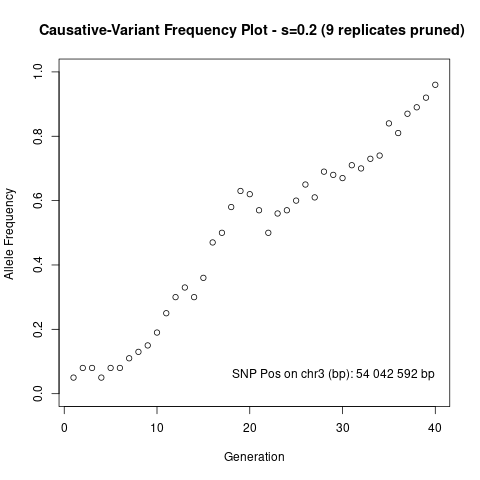 Causative-Variant Frequency Plot - s=0.2 (9 replicates pruned)
1.0
0.8
0.6
0.4
0.2
0.0
Allele Frequency
SNP Pos on chr3 (bp): 54 042 592 bp
0 10 20 30 40
Generation